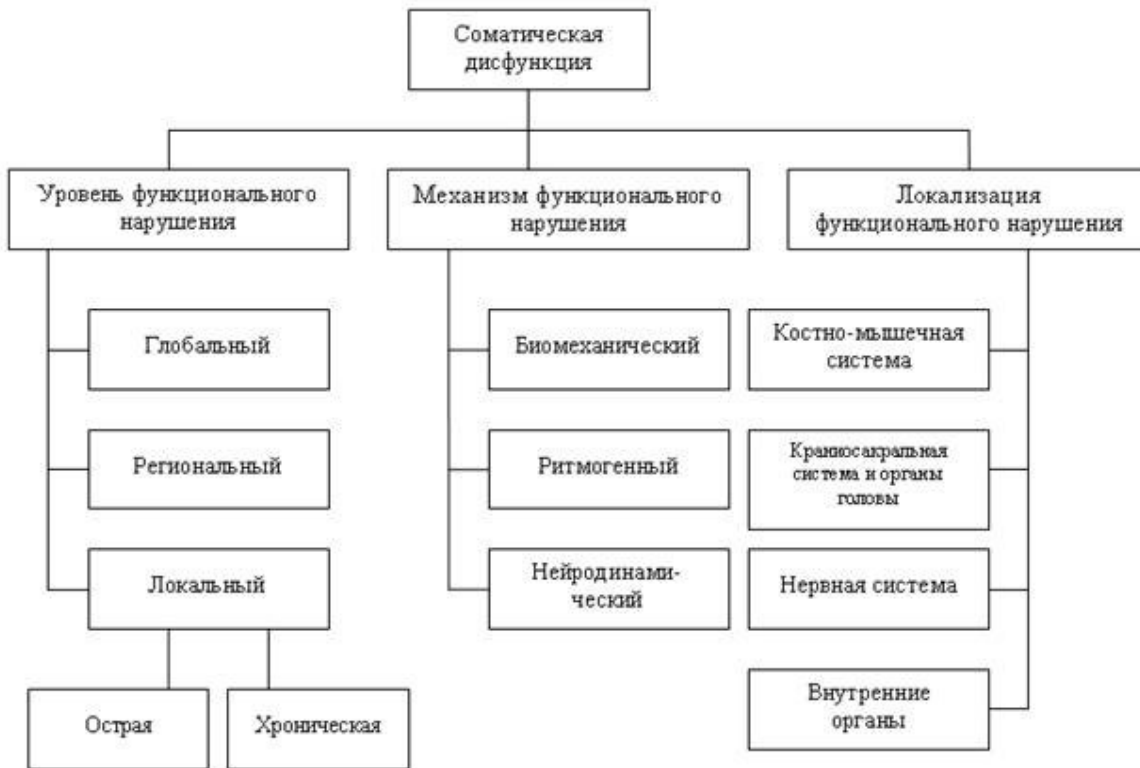 Соматическая
дисфункция
Уровень функционального
нарушения
Механизм функционального
нарушения
Локализация
функционального нарушения
Глобальный
Биомеханический
Костно-мышечная
система
Региональный
Ритмогенный
Краниосакральная
система и органы
головы
Локальный
Нейродинами-
ческий
Нервная система
Острая
Хроническая
Внутренние
органы